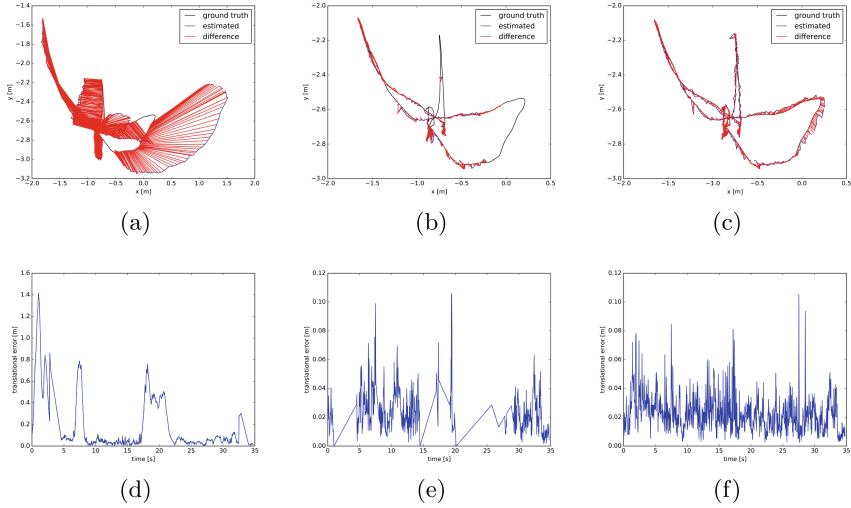 −1.4
−1.6
−1.8
−2.0
−2.2
−2.4
−2.6
−2.8
−3.0
−3.2
y [m]
−2.0 −1.5 −1.0 −0.5 0.0 0.5 1.0 1.5 2.0
x [m]
ground truth
estimated
difference
(a)
−2.0
−2.2
−2.4
−2.6
−2.8
−3.0
y [m]
−2.0 −1.5 −1.0 −0.5 0.0 0.5
x [m]
ground truth
estimated
difference
(b)
−2.0
−2.2
−2.4
−2.6
−2.8
−3.0
y [m]
−2.0 −1.5 −1.0 −0.5 0.0 0.5
x [m]
ground truth
estimated
difference
(c)
1.6
1.4
1.2
1.0
0.8
0.6
0.4
0.2
0.0
translational error [m]
0 5 10 15 20 25 30 35
time [s]
(d)
0.12
0.10
0.08
0.06
0.04
0.02
0.00
translational error [m]
0 5 10 15 20 25 30 35
time [s]
(e)
0.12
0.10
0.08
0.06
0.04
0.02
0.00
translational error [m]
0 5 10 15 20 25 30 35
time [s]
(f)